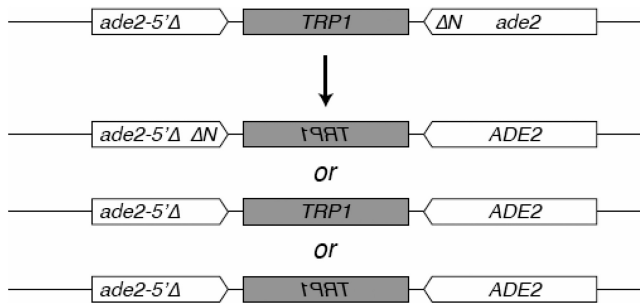 ade2-5'Δ TRP1 ΔN ade2
ade2-5'Δ ΔN TRP1 ADE2
or
ade2-5'Δ TRP1 ADE2
or
ade2-5'Δ TRP1 ADE2